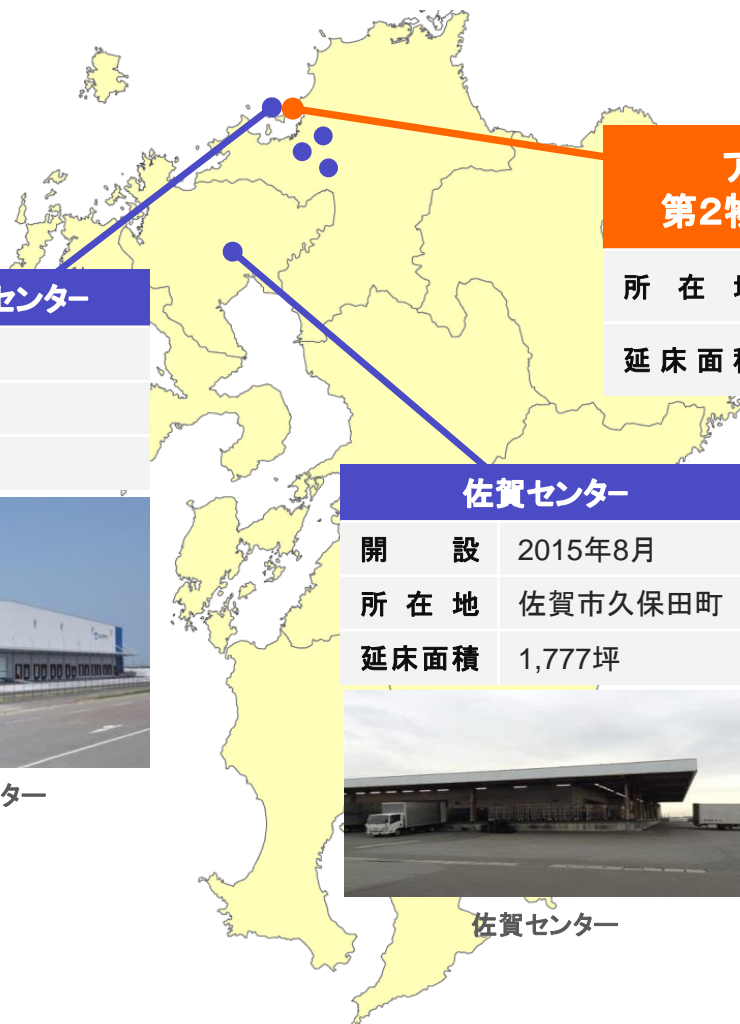 ア
第2物
所在地
延床面積
センター
佐賀センター
開設 2015年8月
所在地 佐賀市久保田町
延床面積 1,777坪
ター
佐賀センター